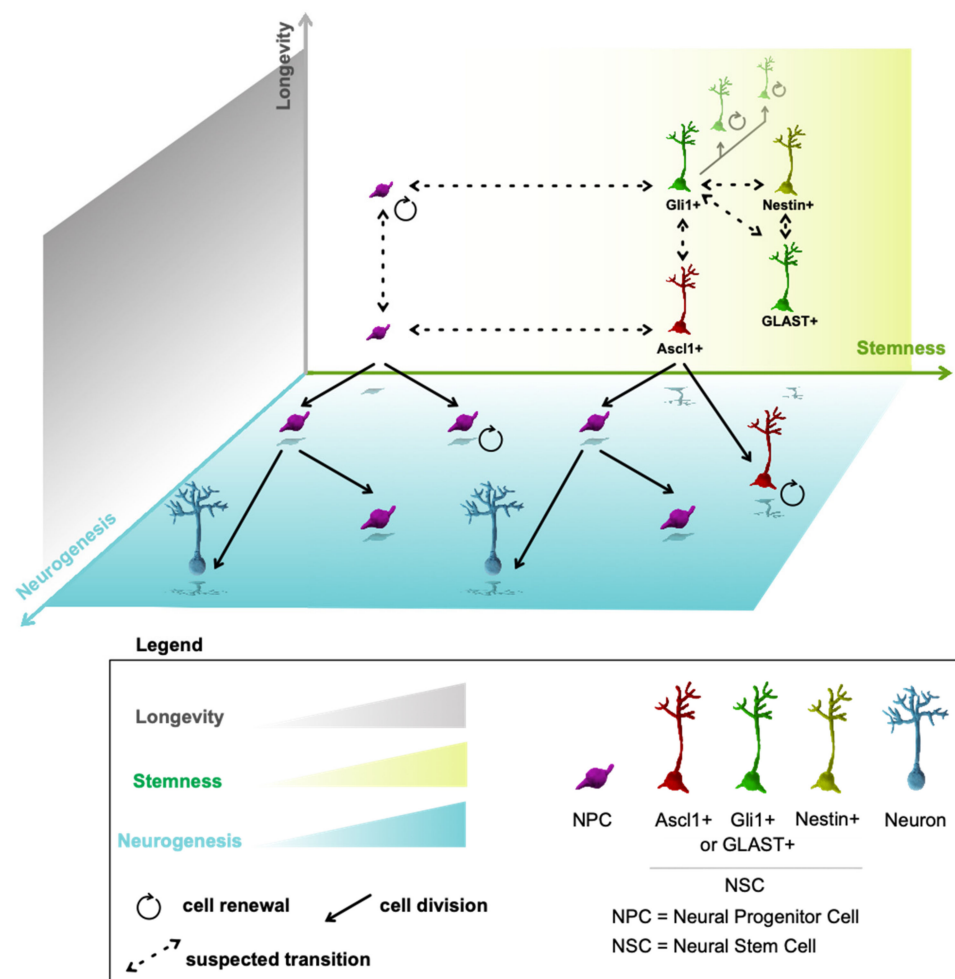 Longevity
Gli1+
Nestin+
GLAST+
Ascl1+
Stemness
Neurogenesis
Legend
Longevity
Stemness
Neurogenesis
cell renewal
cell division
suspected transition
NPC
Ascl1+
Gli1+
or GLAST+
Nestin+
Neuron
NSC
NPC = Neural Progenitor Cell
NSC = Neural Stem Cell